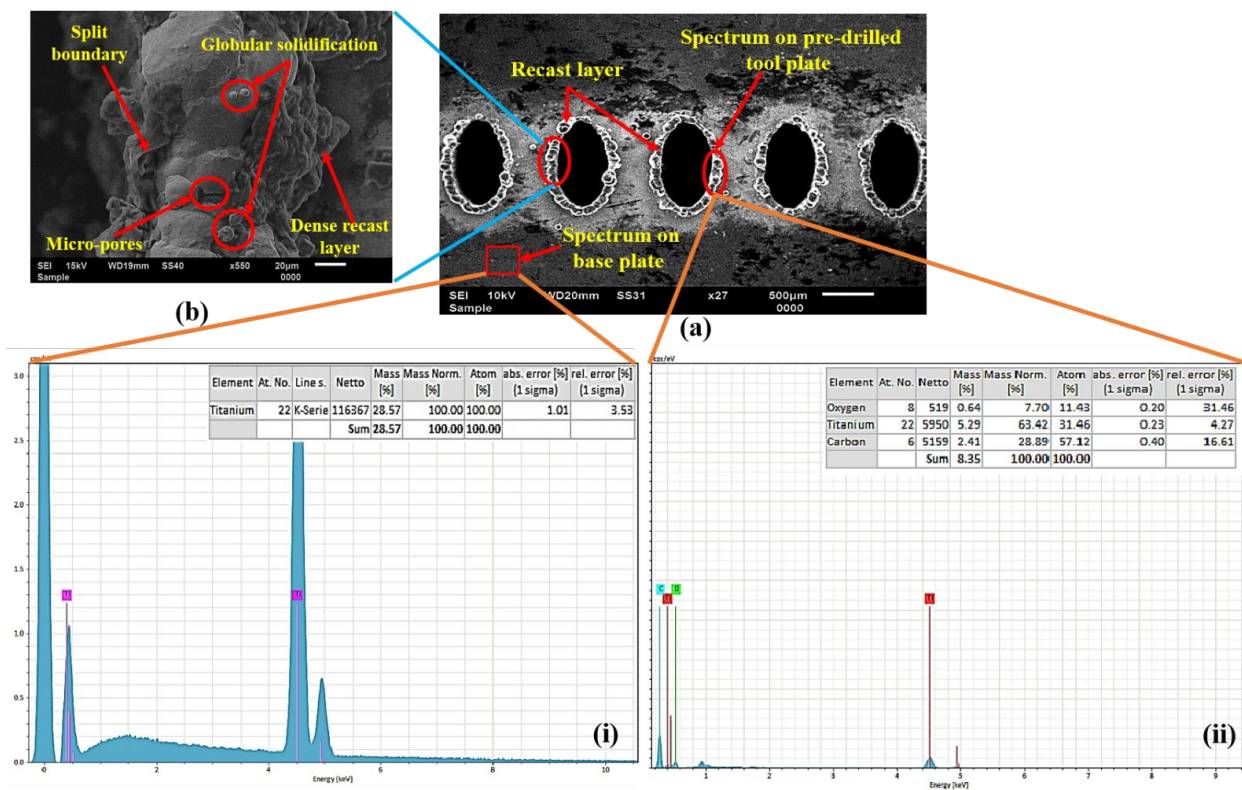 (b)
Split
boundary
Globular solidification
Micro-pores
Dense recast
layer
SEI 15kV WD19mm SS40 x550 20µm
Sample 0000
Recast layer
Spectrum on pre-drilled
tool plate
Spectrum on
base plate
SEI 10kV WD20mm SS31 x27 500µm
Sample 0000
(a)
Element At. No. Line s. Netto Mass [%] Mass Norm. [%] Atom [%] abs. error [%] (1 sigma) rel. error [%] (1 sigma)
Titanium 22 K-Serie 116367 28.57 100.00 100.00 1.01 3.53
Sum 28.57 100.00 100.00
3.0
2.5
2.0
1.5
1.0
0.5
0.0
Ti
Ti
0 2 4 6 8 10
Energy [keV]
(i)
cps/eV
Element At. No. Netto Mass [%] Mass Norm. [%] Atom [%] abs. error [%] (1 sigma) rel. error [%] (1 sigma)
Oxygen 8 519 0.64 7.70 11.43 0.20 31.46
Titanium 22 5950 5.29 63.42 31.46 0.23 4.27
Carbon 6 5159 2.41 28.89 57.12 0.40 16.61
Sum 8.35 100.00 100.00
C
Ti
O
Ti
1 2 3 4 5 6 7 8 9
Energy [keV]
(ii)